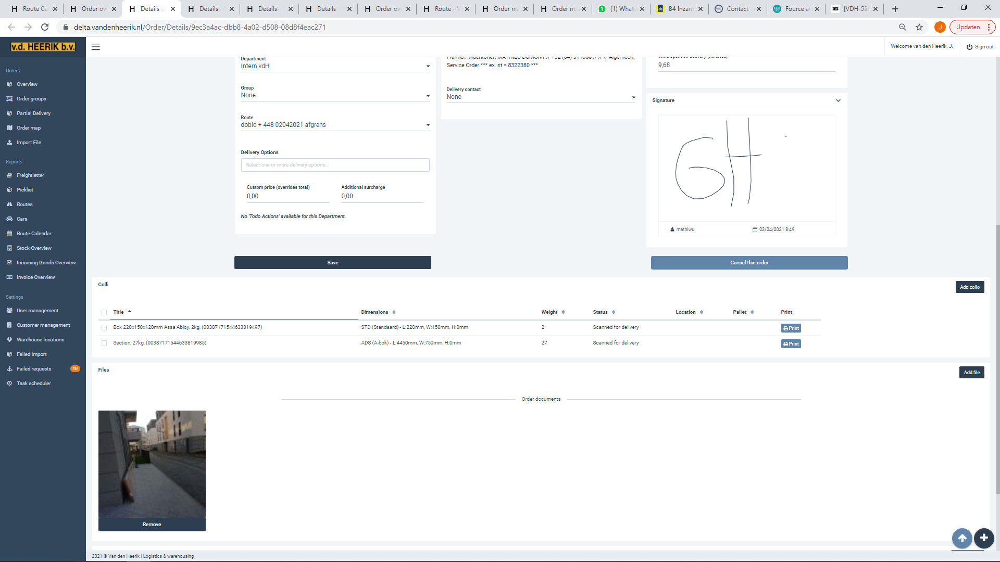 Route Ca
Order ov
Details -
Details -
Details -
Details -
Order ov
Route - V
Order ma
Order ma
(1) What
B4 Inzam
Contact
Fource a
[VDH-52
delta.vandenheerik.nl/Order/Details/9ec3a4ac-dbb8-4a02-d508-08d8f4eac271
J
Updaten
v.d. HEERIK b.v.
Welcome van den Heerik, J.
Sign out
Orders
Overview
Order groups
Partial Delivery
Order map
Import File
Reports
Freightletter
Picklist
Routes
Cars
Route Calendar
Stock Overview
Incoming Goods Overview
Invoice Overview
Settings
User management
Customer management
Warehouse locations
Failed Import
Failed requests 10
Task scheduler
Department
Intern vdH
Group
None
Route
doblo + 448 02042021 afgrens
Delivery Options
Select one or more delivery options...
Custom price (overrides total)
0,00
Additional surcharge
0,00
No 'Todo Actions' available for this Department.
Service Order *** ex. rit = 8322380 ***
Delivery contact
None
9,68
Signature
GH
mathiwu
02/04/2021 8:49
Save
Cancel this order
Colli
Add collo
Title Dimensions Weight Status Location Pallet Print
Box 220x150x120mm Assa Abloy, 2kg, (00387171544633819497) STD (Standaard) - L:220mm, W:150mm, H:0mm 2 Scanned for delivery Print
Section, 27kg, (00387171544633819985) ADS (A-bok) - L:4450mm, W:750mm, H:0mm 27 Scanned for delivery Print
Files
Add file
Order documents
Remove
2021 © Van den Heerik | Logistics & warehousing